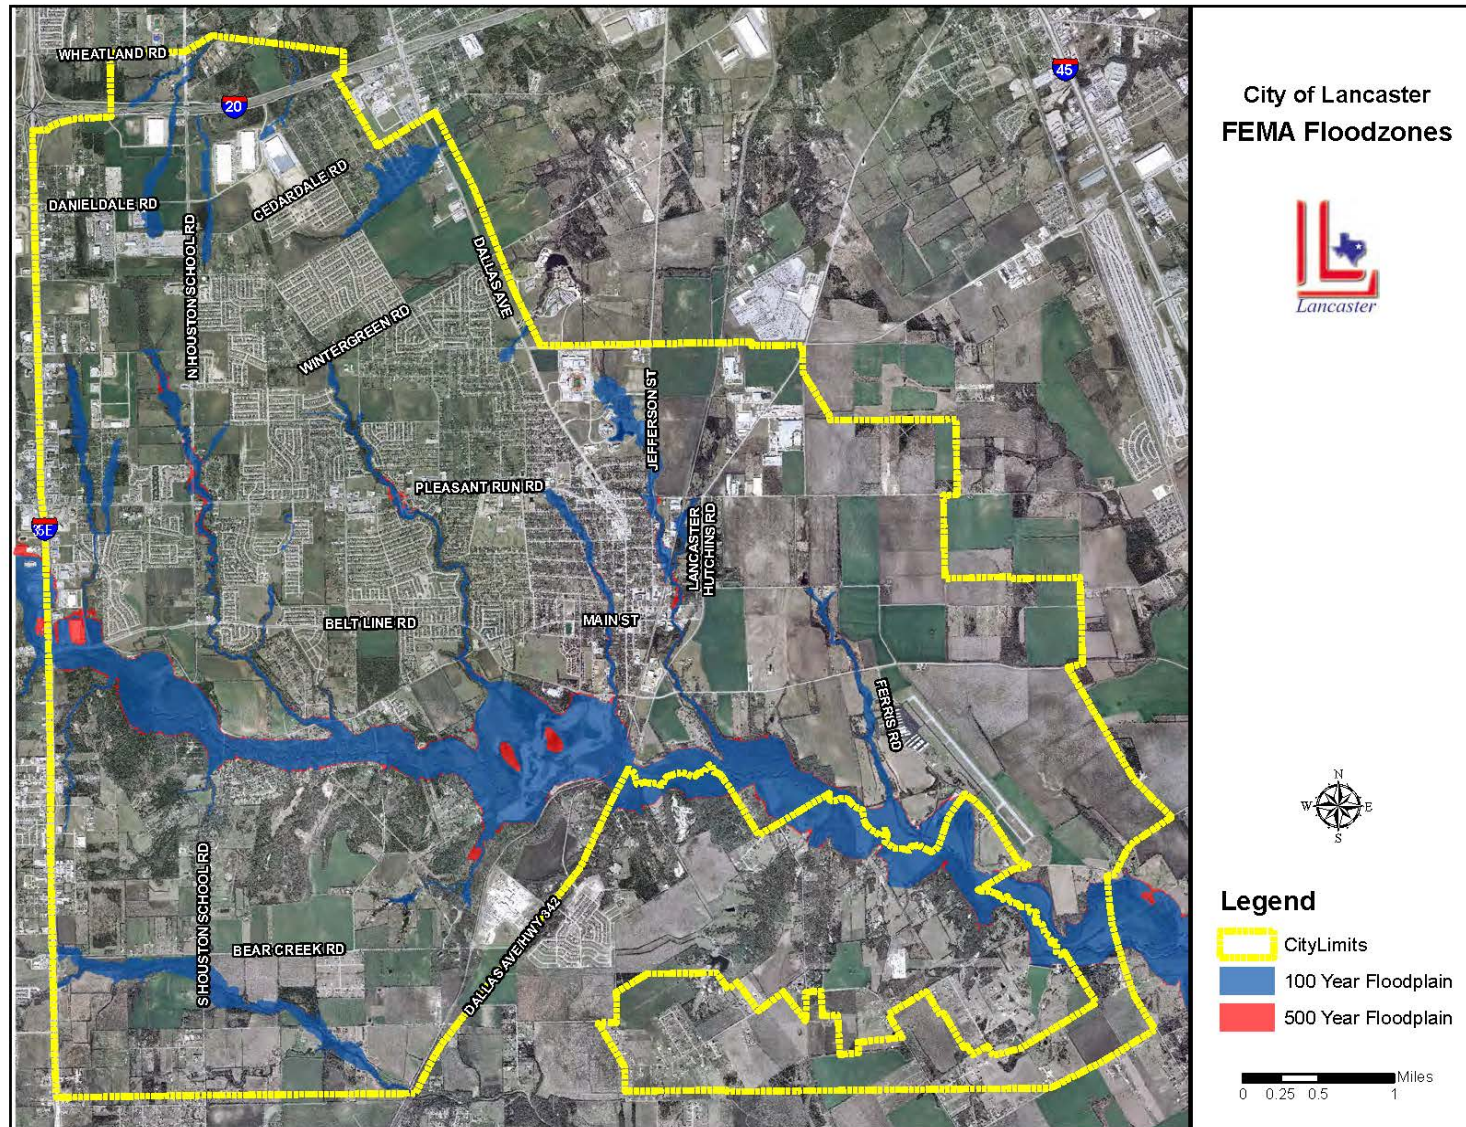 WHEATLAND RD
20
45
CEDARDALE RD
DANIELDALE RD
N HOUSTON SCHOOL RD
DALLAS AVE
WINTERGREEN RD
JEFFERSON ST
PLEASANT RUN RD
LANCASTER
HUTCHINS RD
35E
BELT LINE RD
MAIN ST
FERRIS RD
S HOUSTON SCHOOL RD
BEAR CREEK RD
DALLAS AVE/HWY 342
City of Lancaster
FEMA Floodzones
Lancaster
N
W E
S
Legend
CityLimits
100 Year Floodplain
500 Year Floodplain
Miles
0 0.25 0.5 1